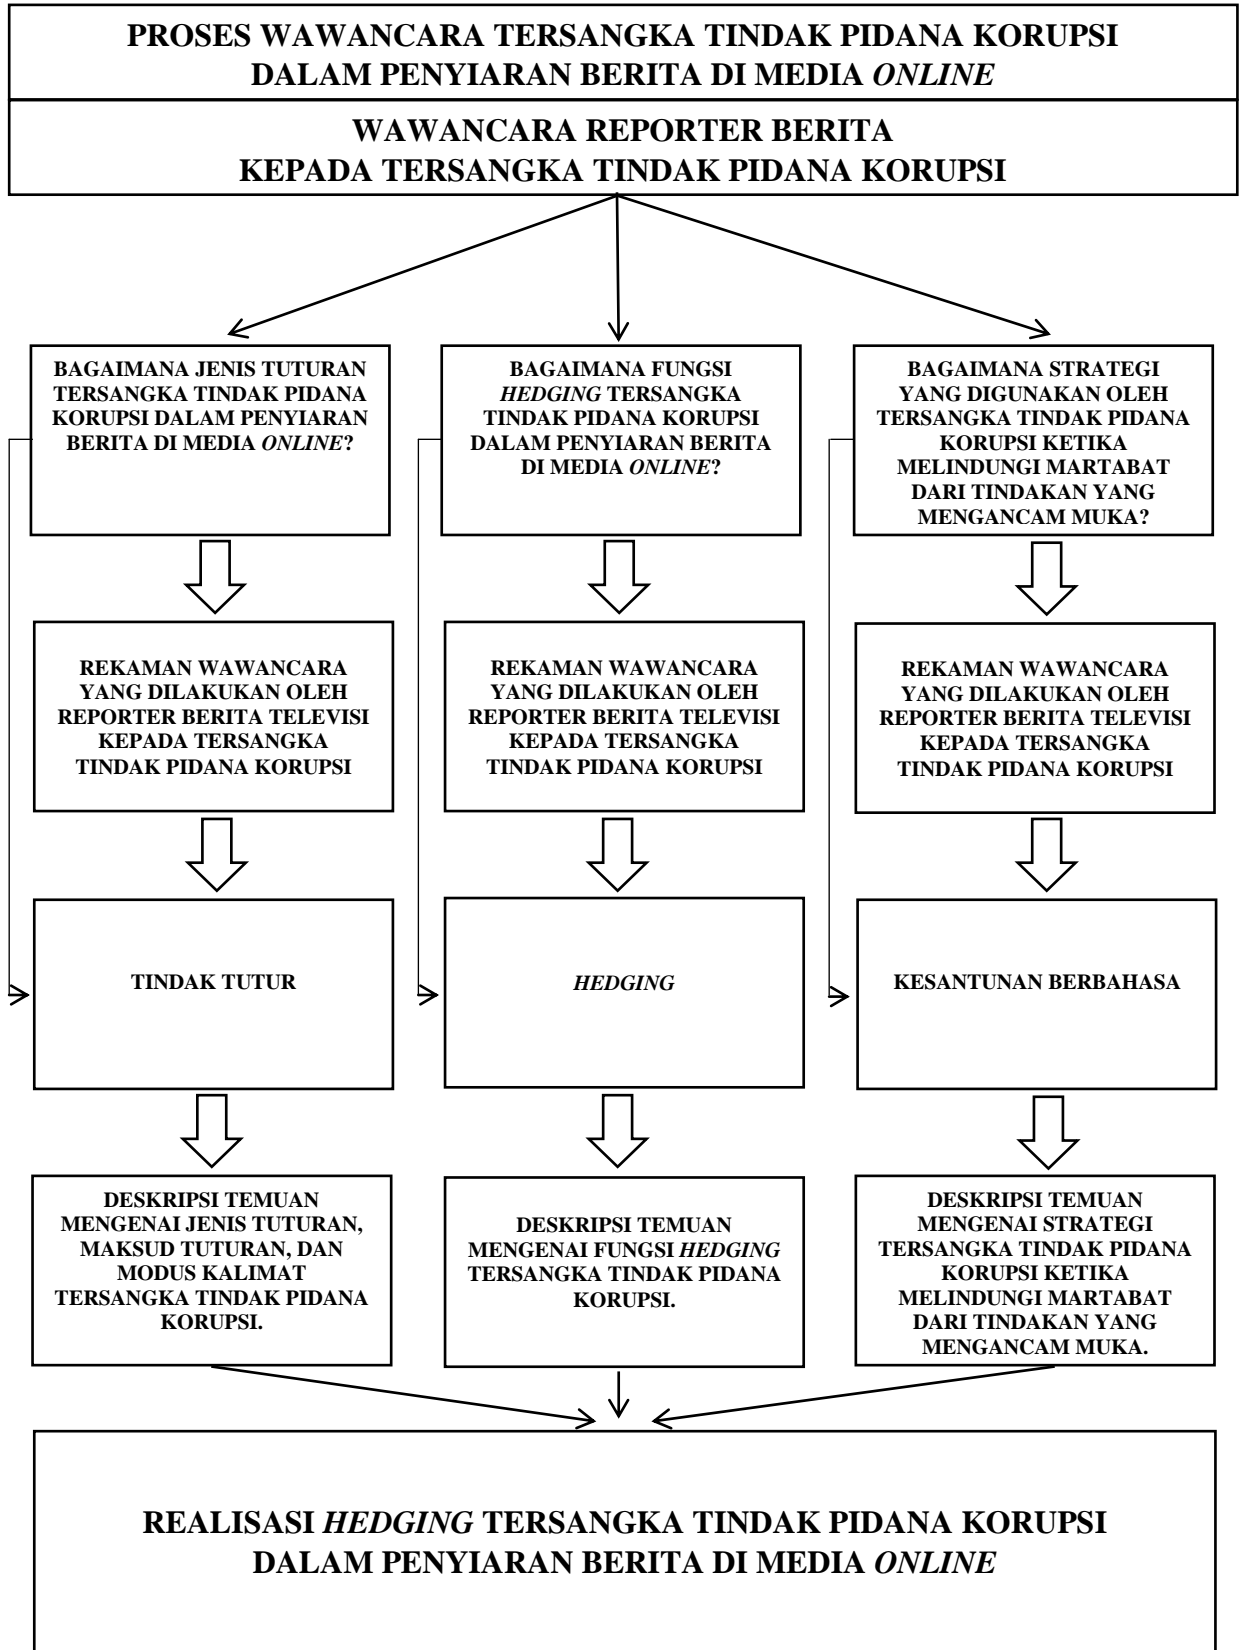 PROSES WAWANCARA TERSANGKA TINDAK PIDANA KORUPSI
DALAM PENYIARAN BERITA DI MEDIA ONLINE
WAWANCARA REPORTER BERITA
KEPADA TERSANGKA TINDAK PIDANA KORUPSI
BAGAIMANA JENIS TUTURAN
TERSANGKA TINDAK PIDANA
KORUPSI DALAM PENYIARAN
BERITA DI MEDIA ONLINE?
BAGAIMANA FUNGSI
HEDGING TERSANGKA
TINDAK PIDANA KORUPSI
DALAM PENYIARAN BERITA
DI MEDIA ONLINE?
BAGAIMANA STRATEGI
YANG DIGUNAKAN OLEH
TERSANGKA TINDAK PIDANA
KORUPSI KETIKA
MELINDUNGI MARTABAT
DARI TINDAKAN YANG
MENGANCAM MUKA?
REKAMAN WAWANCARA
YANG DILAKUKAN OLEH
REPORTER BERITA TELEVISI
KEPADA TERSANGKA
TINDAK PIDANA KORUPSI
REKAMAN WAWANCARA
YANG DILAKUKAN OLEH
REPORTER BERITA TELEVISI
KEPADA TERSANGKA
TINDAK PIDANA KORUPSI
REKAMAN WAWANCARA
YANG DILAKUKAN OLEH
REPORTER BERITA TELEVISI
KEPADA TERSANGKA
TINDAK PIDANA KORUPSI
TINDAK TUTUR
HEDGING
KESANTUNAN BERBAHASA
DESKRIPSI TEMUAN
MENGENAI JENIS TUTURAN,
MAKSUD TUTURAN, DAN
MODUS KALIMAT
TERSANGKA TINDAK PIDANA
KORUPSI.
DESKRIPSI TEMUAN
MENGENAI FUNGSI HEDGING
TERSANGKA TINDAK PIDANA
KORUPSI.
DESKRIPSI TEMUAN
MENGENAI STRATEGI
TERSANGKA TINDAK PIDANA
KORUPSI KETIKA
MELINDUNGI MARTABAT
DARI TINDAKAN YANG
MENGANCAM MUKA.
REALISASI HEDGING TERSANGKA TINDAK PIDANA KORUPSI
DALAM PENYIARAN BERITA DI MEDIA ONLINE